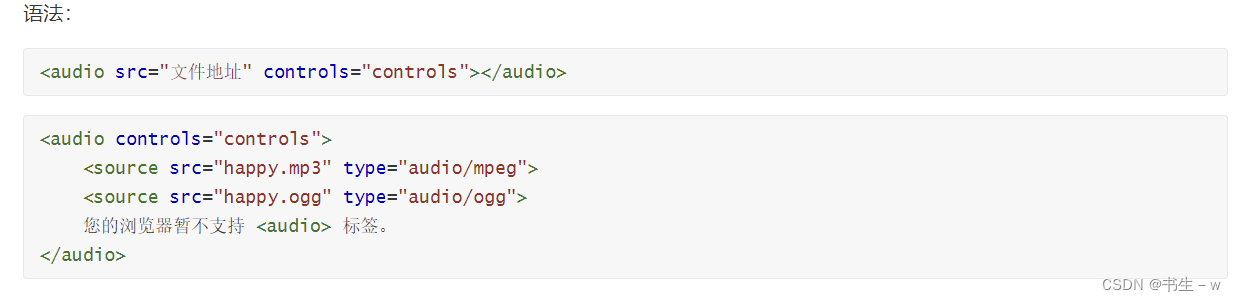 语法：
<audio src="文件地址" controls="controls"></audio>
<audio controls="controls">
<source src="happy.mp3" type="audio/mpeg">
<source src="happy.ogg" type="audio/ogg">
您的浏览器暂不支持 <audio> 标签。
</audio>
CSDN @书生－w